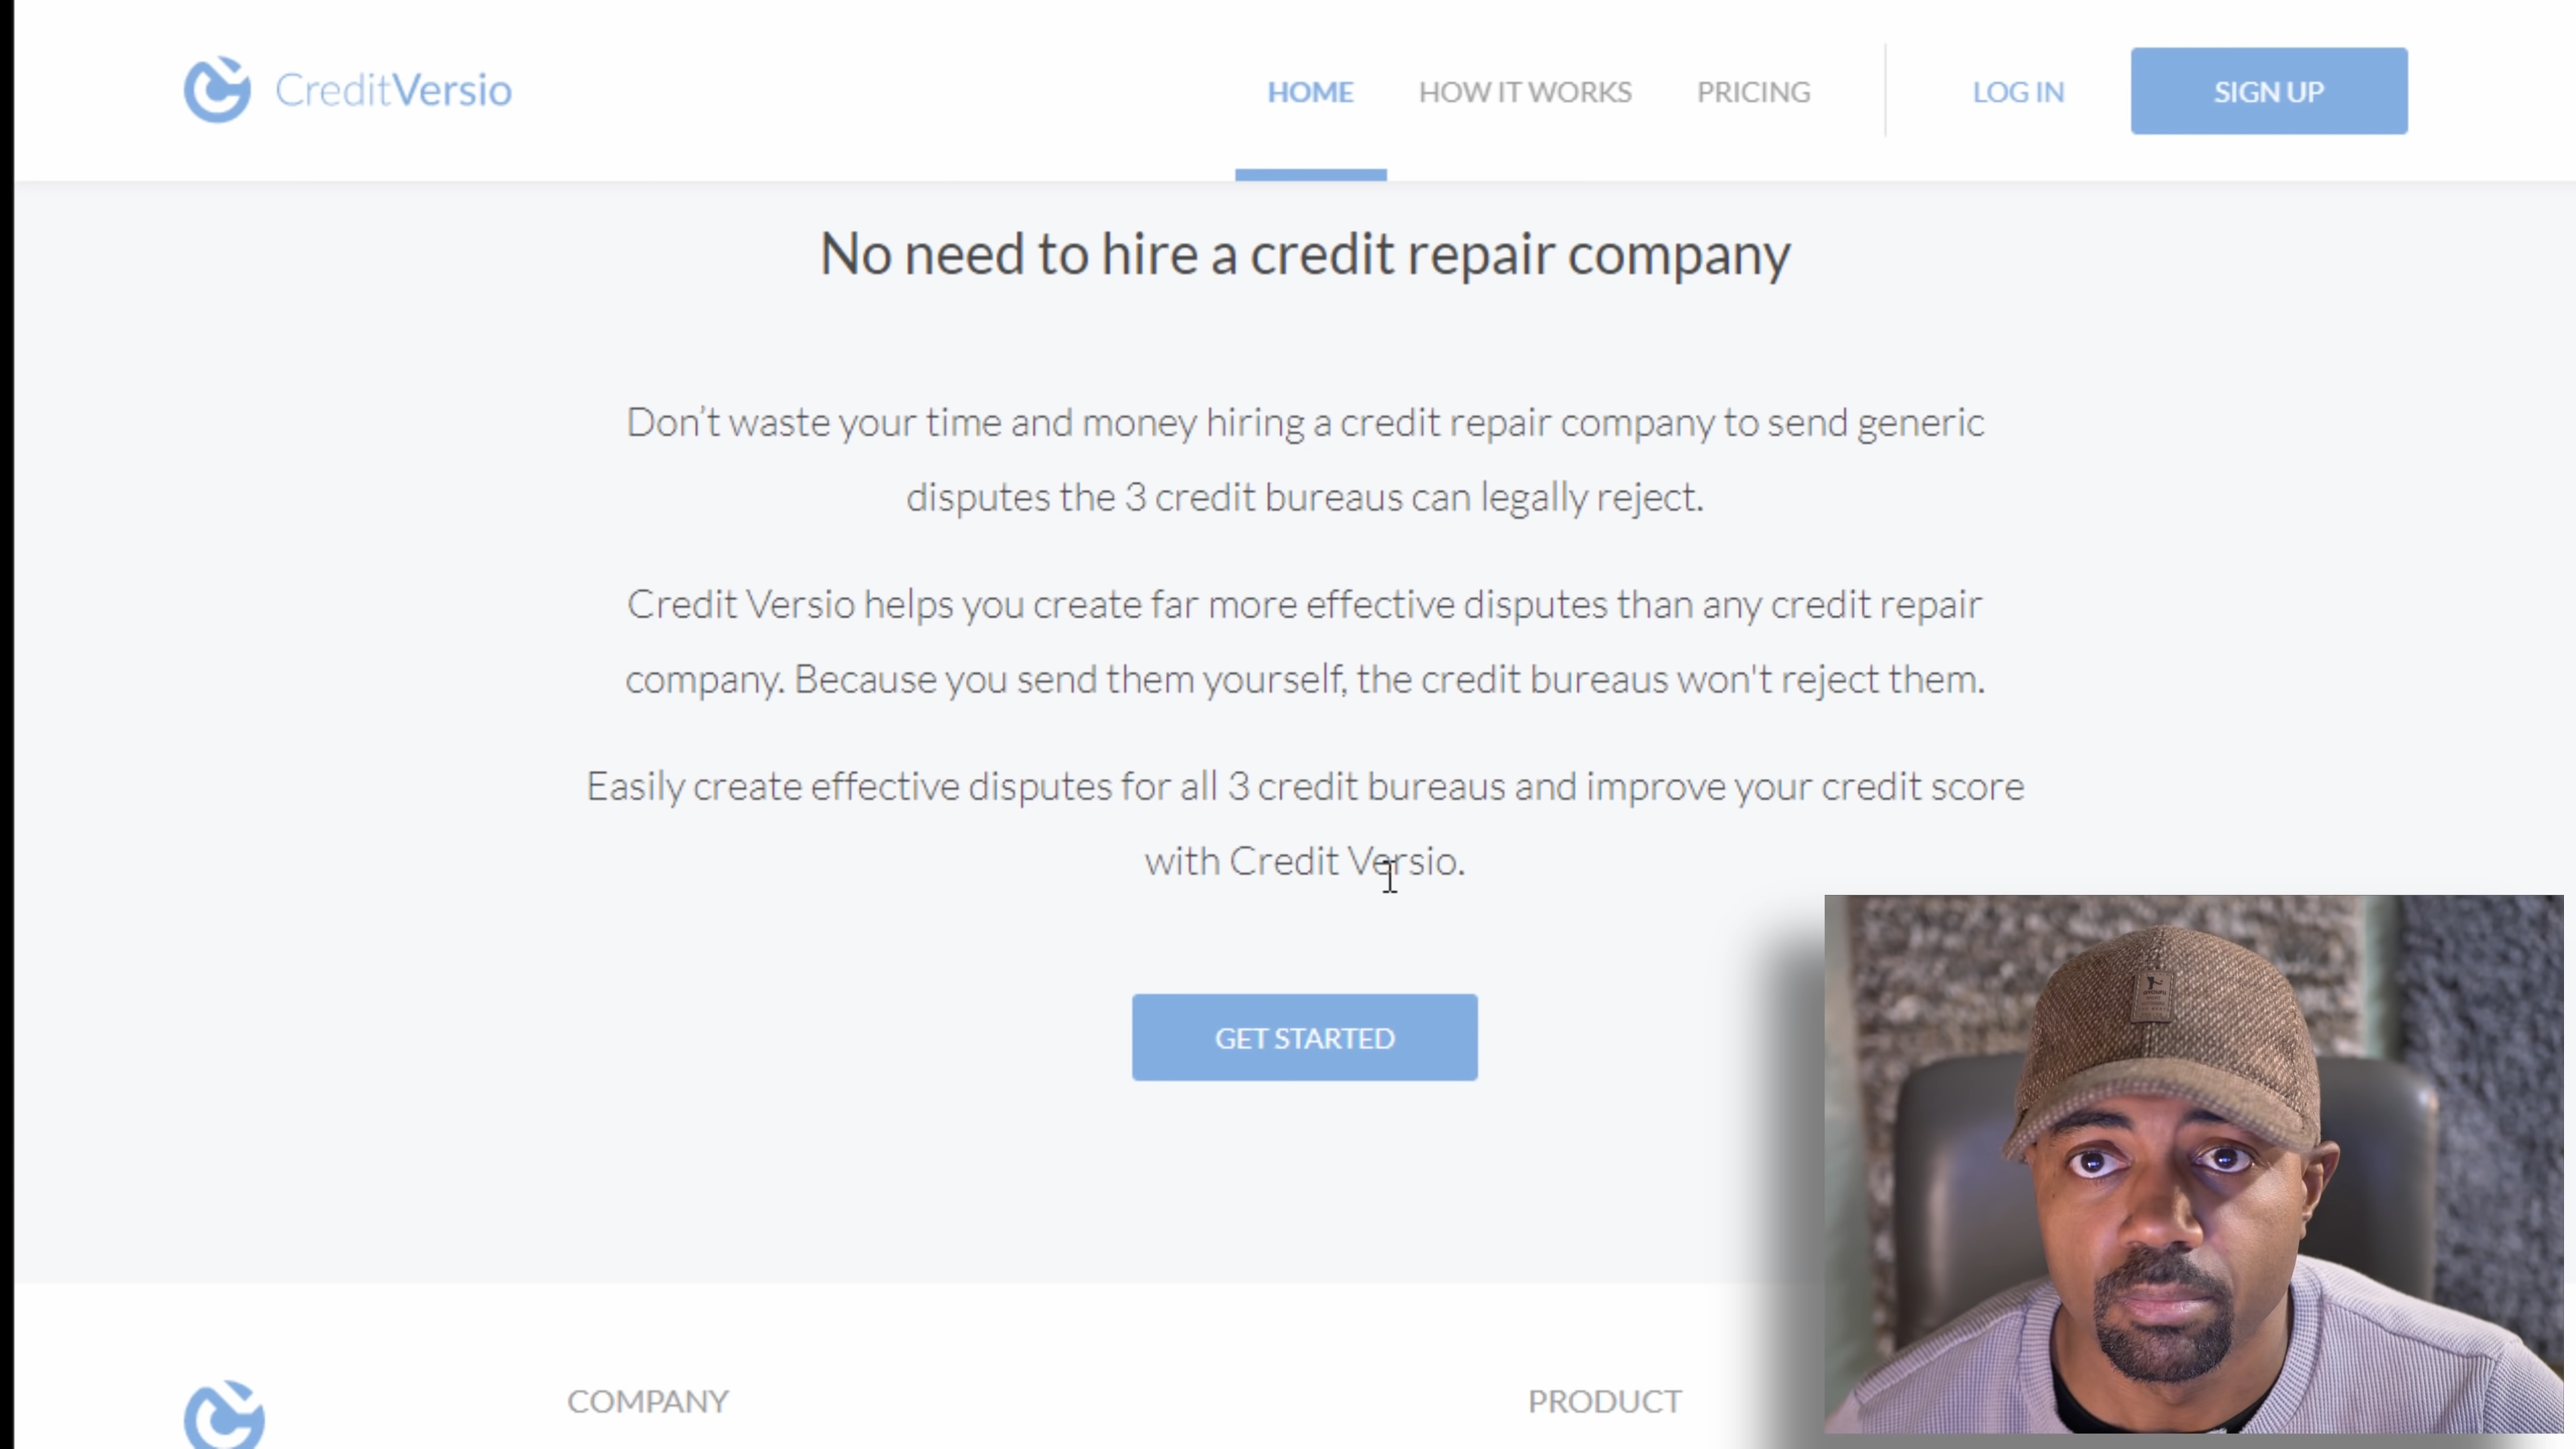 CreditVersio
HOME
HOW IT WORKS
PRICING
LOG IN
SIGN UP
No need to hire a credit repair company
Don’t waste your time and money hiring a credit repair company to send generic
disputes the 3 credit bureaus can legally reject.
Credit Versio helps you create far more effective disputes than any credit repair
company. Because you send them yourself, the credit bureaus won't reject them.
Easily create effective disputes for all 3 credit bureaus and improve your credit score
with Credit Versio.
GET STARTED
COMPANY
PRODUCT